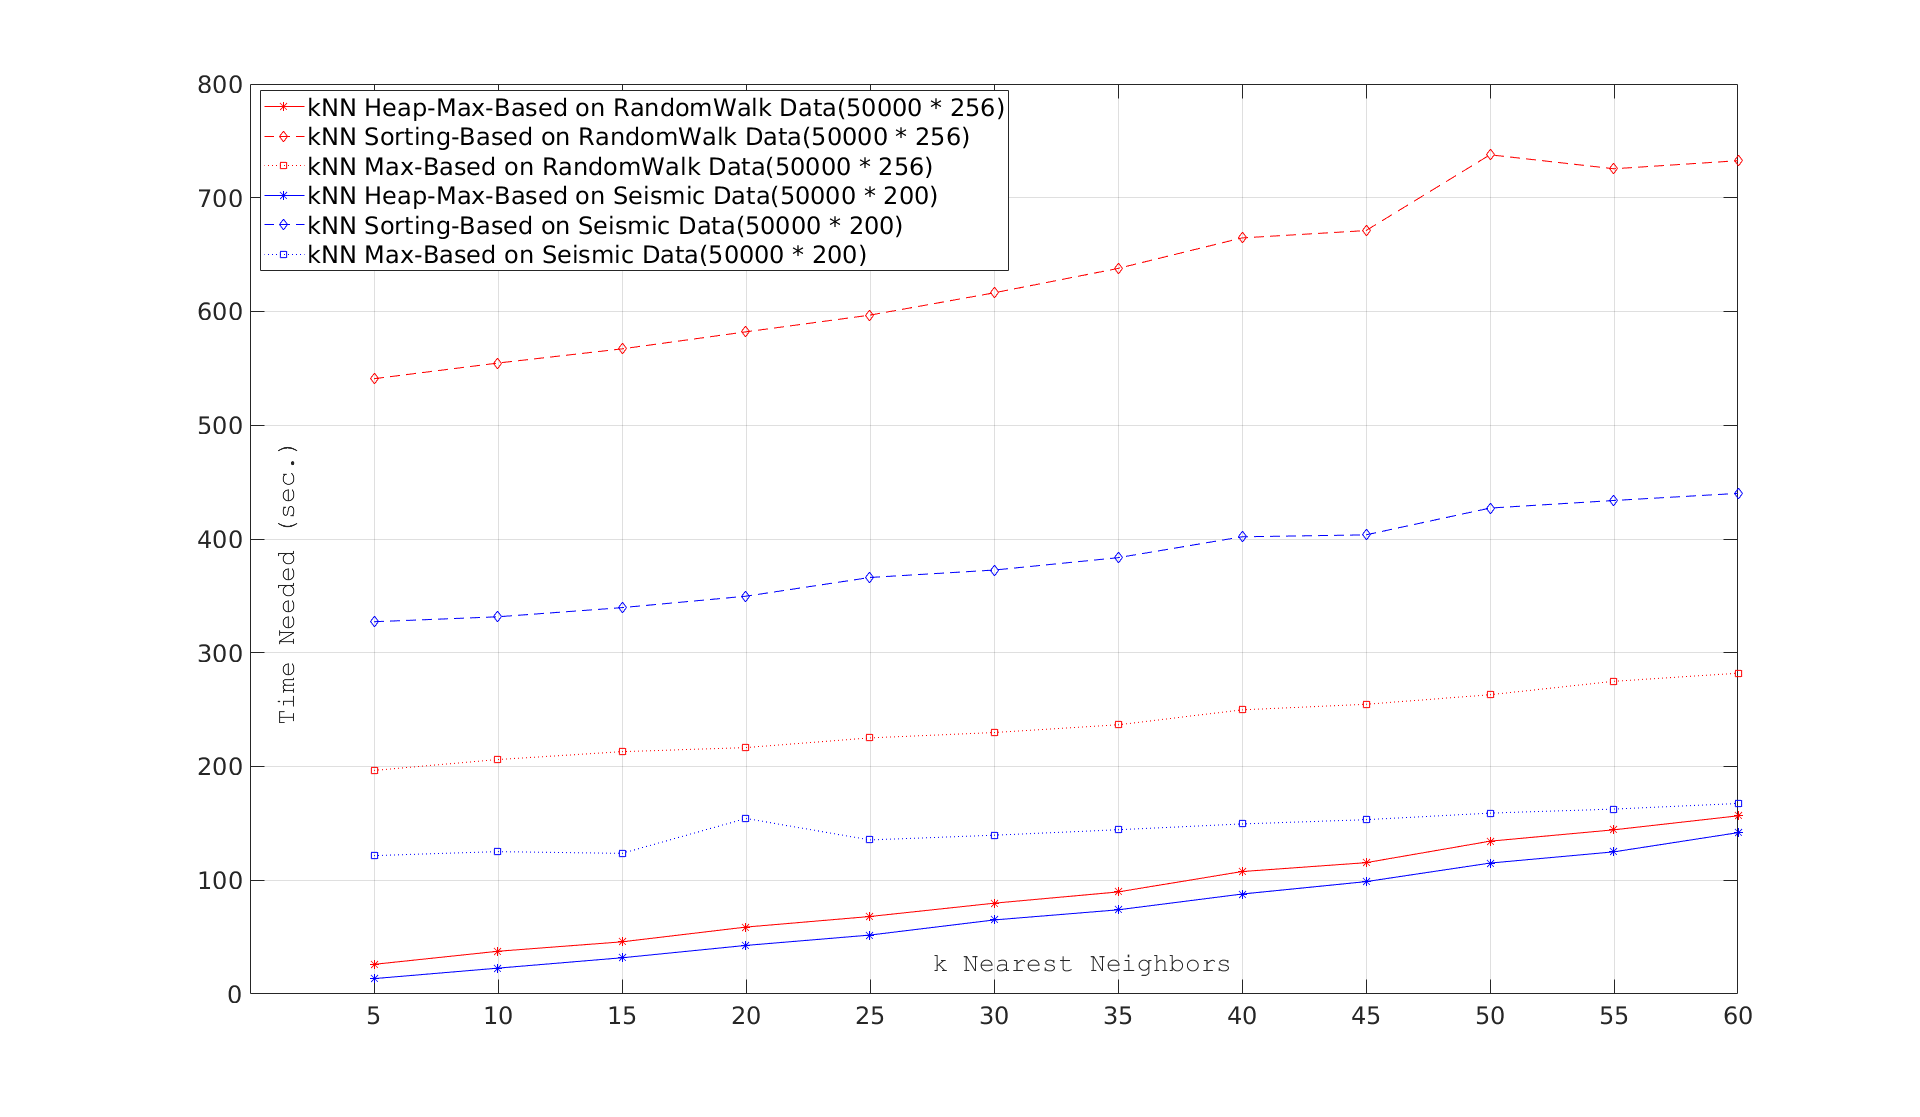 800
700
600
500
400
300
200
100
0
kNN Heap-Max-Based on RandomWalk Data(50000 * 256)
kNN Sorting-Based on RandomWalk Data(50000 * 256)
kNN Max-Based on RandomWalk Data(50000 * 256)
kNN Heap-Max-Based on Seismic Data(50000 * 200)
kNN Sorting-Based on Seismic Data(50000 * 200)
kNN Max-Based on Seismic Data(50000 * 200)
Time Needed (sec.)
k Nearest Neighbors
5 10 15 20 25 30 35 40 45 50 55 60